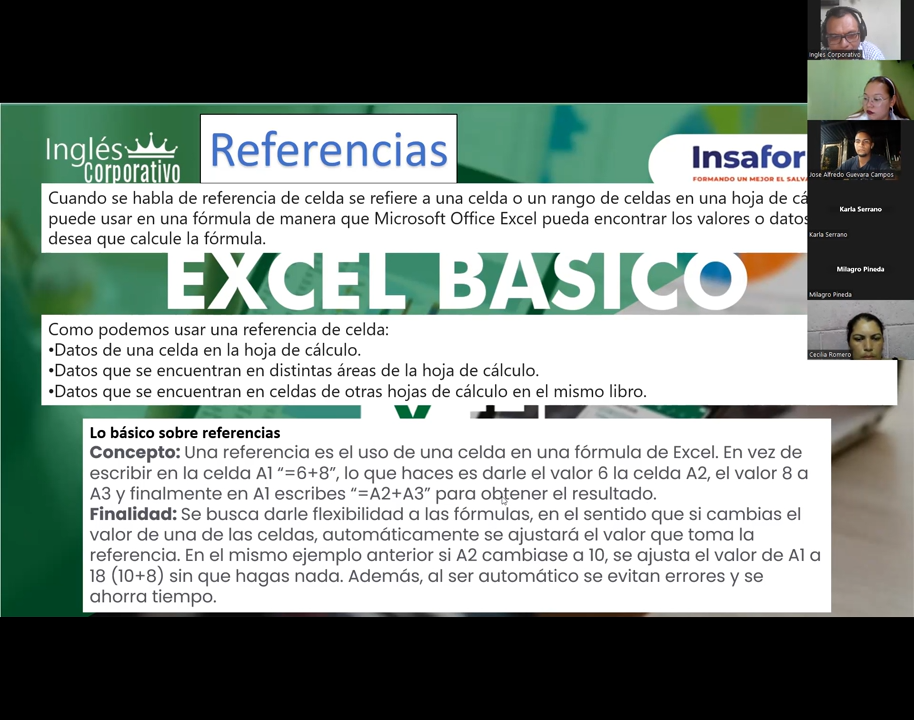 Inglés
Corporativo
Referencias
Insafor
FORMANDO UN MEJOR EL SALV
Cuando se habla de referencia de celda se refiere a una celda o un rango de celdas en una hoja de cá
puede usar en una fórmula de manera que Microsoft Office Excel pueda encontrar los valores o datos
desea que calcule la fórmula.
EXCEL BÁSICO
Como podemos usar una referencia de celda:
•Datos de una celda en la hoja de cálculo.
•Datos que se encuentran en distintas áreas de la hoja de cálculo.
•Datos que se encuentran en celdas de otras hojas de cálculo en el mismo libro.
Lo básico sobre referencias
Concepto: Una referencia es el uso de una celda en una fórmula de Excel. En vez de
escribir en la celda A1 “=6+8”, lo que haces es darle el valor 6 la celda A2, el valor 8 a
A3 y finalmente en A1 escribes “=A2+A3” para obtener el resultado.
Finalidad: Se busca darle flexibilidad a las fórmulas, en el sentido que si cambias el
valor de una de las celdas, automáticamente se ajustará el valor que toma la
referencia. En el mismo ejemplo anterior si A2 cambiase a 10, se ajusta el valor de A1 a
18 (10+8) sin que hagas nada. Además, al ser automático se evitan errores y se
ahorra tiempo.
Ingles Corporativo
Jose Alfredo Guevara Campos
Karla Serrano
Karla Serrano
Milagro Pineda
Milagro Pineda
Cecilia Romero